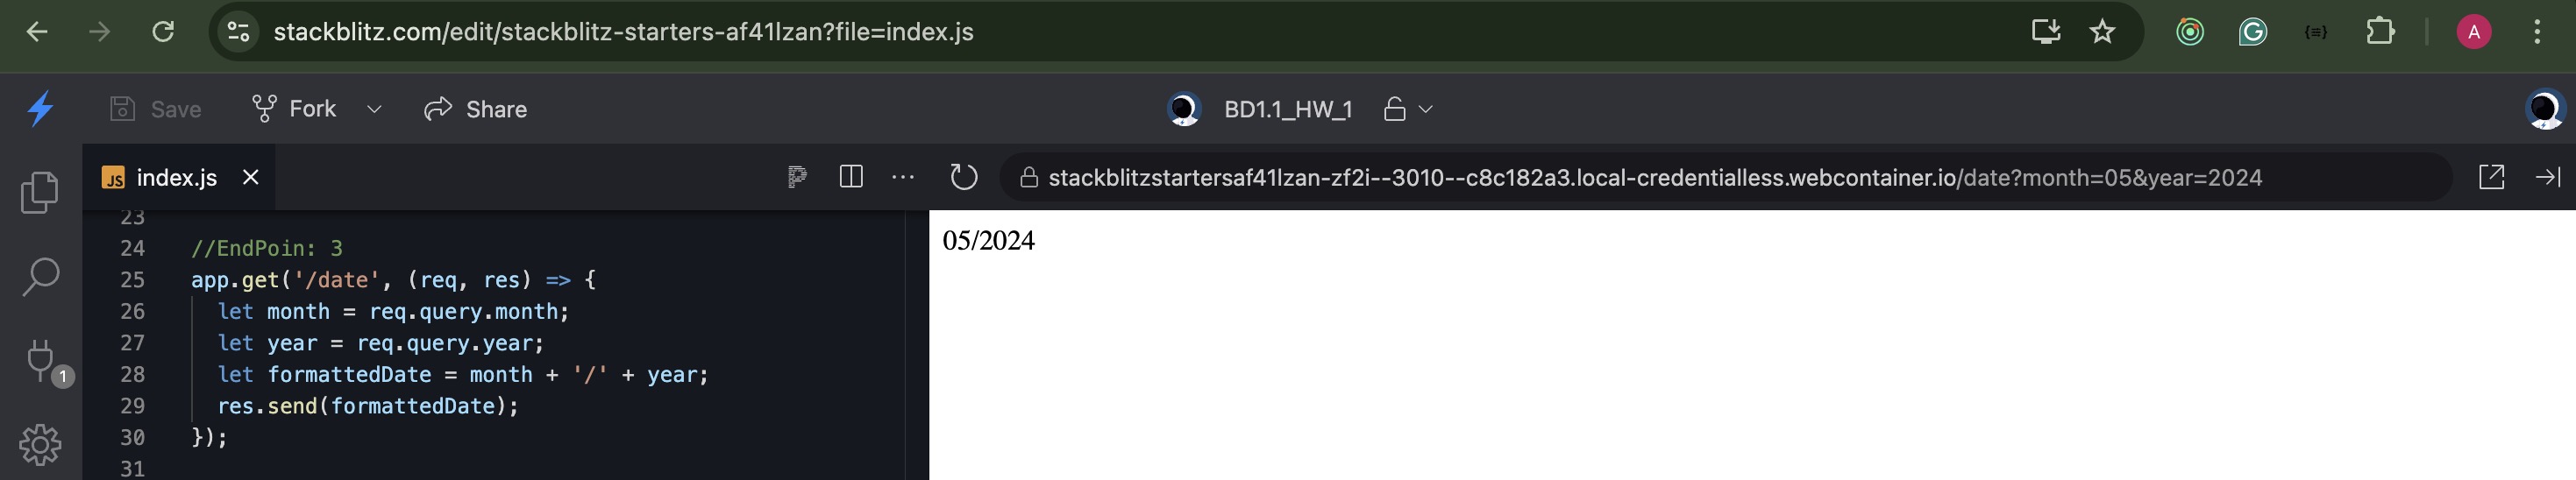 stackblitz.com/edit/stackblitz-starters-af41lzan?file=index.js
A
Save
Fork
Share
BD1.1_HW_1
JS index.js
stackblitzstartersaf41lzan-zf2i--3010--c8c182a3.local-credentialless.webcontainer.io/date?month=05&year=2024
23
24 //EndPoin: 3
25 app.get('/date', (req, res) => {
26 let month = req.query.month;
27 let year = req.query.year;
28 let formattedDate = month + '/' + year;
29 res.send(formattedDate);
30 });
31
1
05/2024